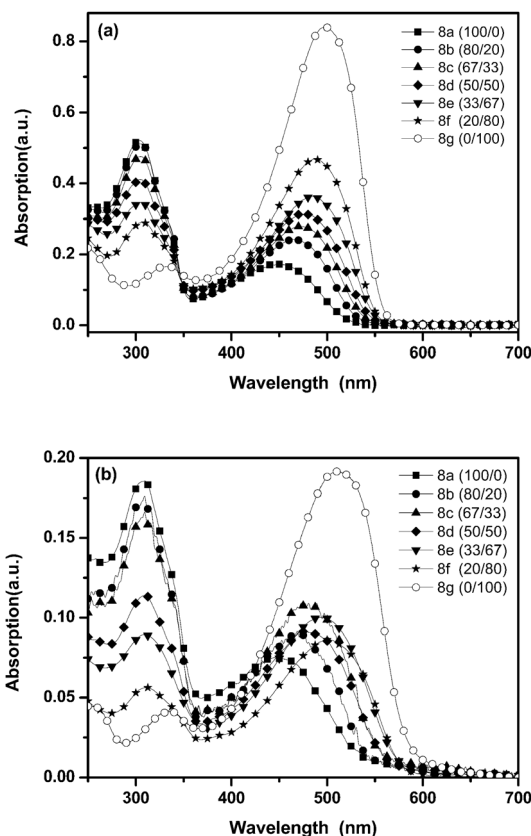 (a)
8a (100/0)
8b (80/20)
8c (67/33)
8d (50/50)
8e (33/67)
8f (20/80)
8g (0/100)
Absorption(a.u.)
0.8
0.6
0.4
0.2
0.0
300 400 500 600 700
Wavelength (nm)
(b)
8a (100/0)
8b (80/20)
8c (67/33)
8d (50/50)
8e (33/67)
8f (20/80)
8g (0/100)
Absorption(a.u.)
0.20
0.15
0.10
0.05
0.00
300 400 500 600 700
Wavelength (nm)